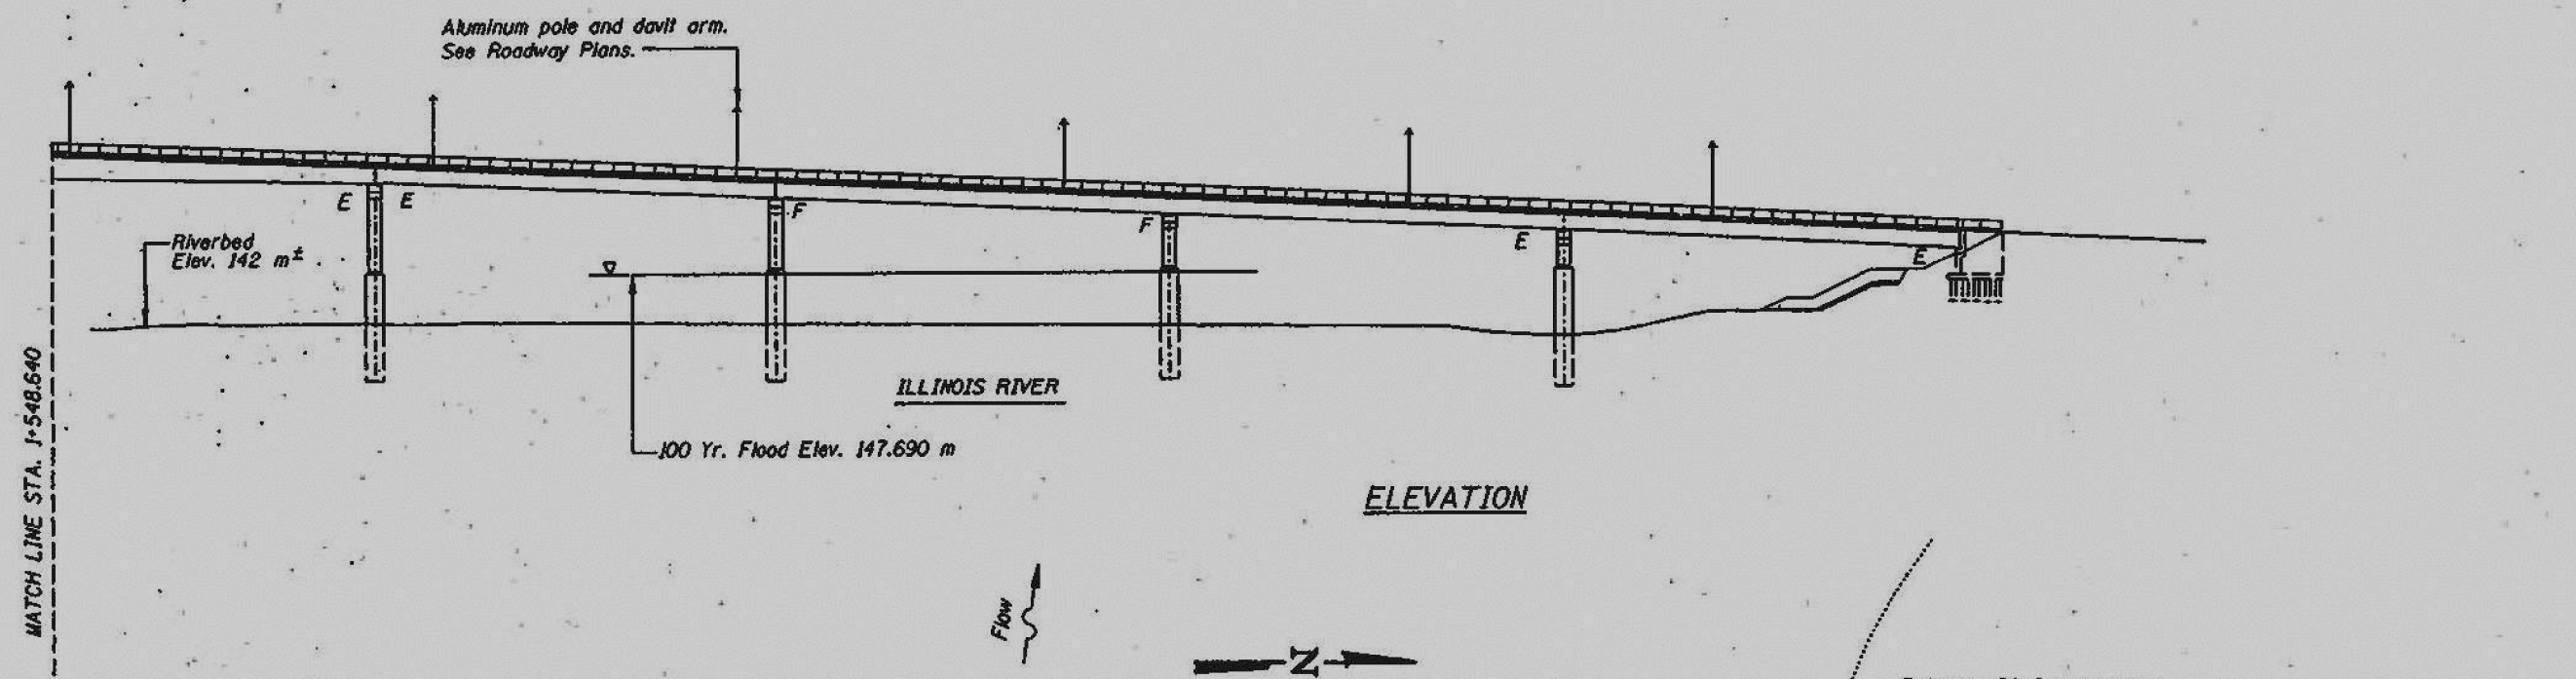 Aluminum pole and davit arm.
See Roadway Plans.
E E
F
F
E
E
Riverbed
Elev. 142 m±
ILLINOIS RIVER
100 Yr. Flood Elev. 147.690 m
MATCH LINE STA. 1+548.640
ELEVATION
Flow
N